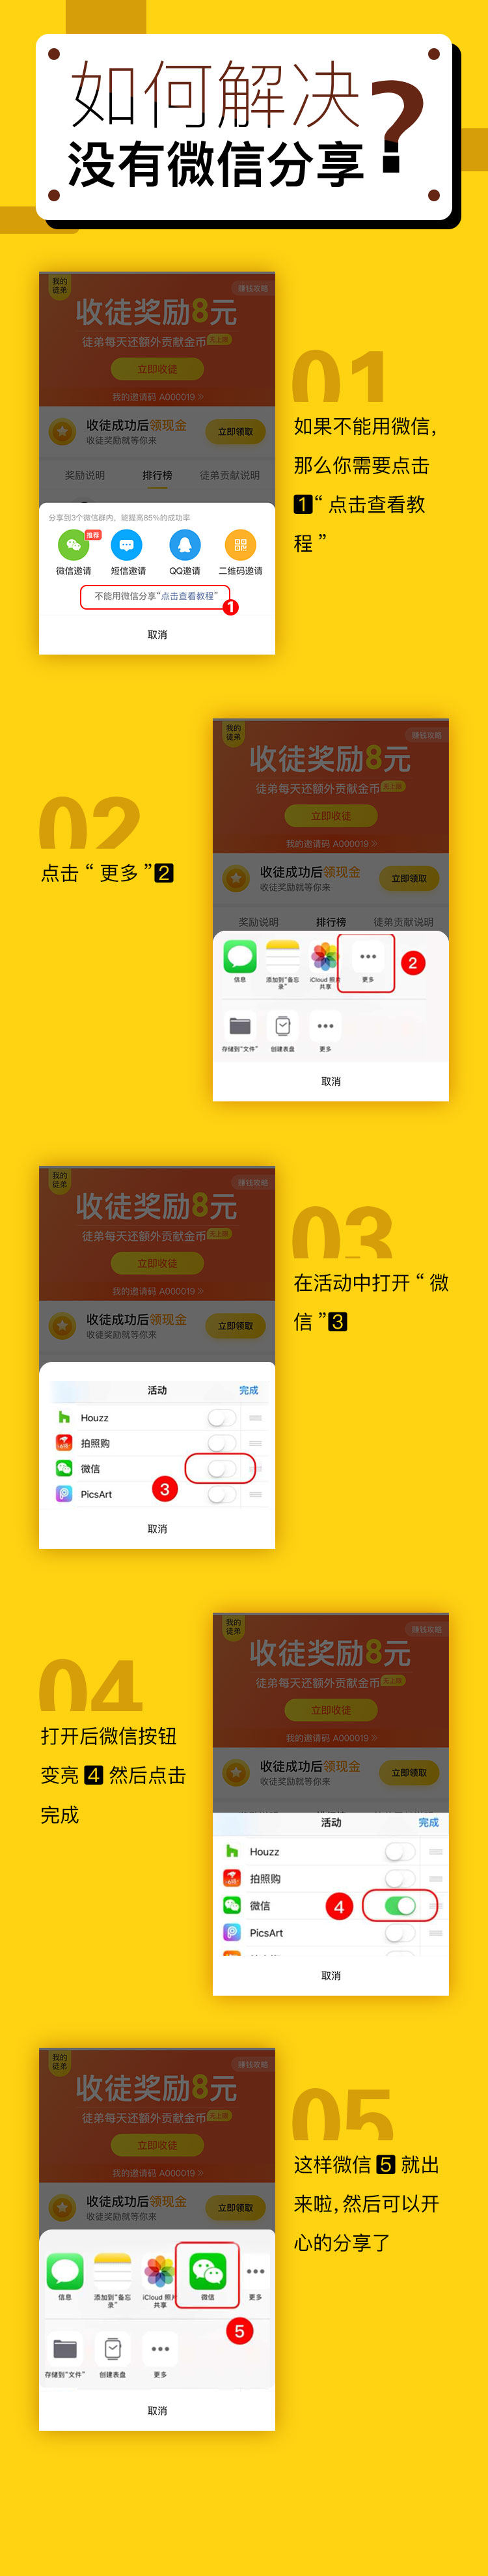 如何解决
没有微信分享?
我的
徒弟
赚钱攻略
收徒奖励8元
徒弟每天还额外贡献金币
无上限
立即收徒
我的邀请码 A000019 >
收徒成功后领现金
收徒奖励就等你来
立即领取
奖励说明 排行榜 徒弟贡献说明
分享到3个微信群内，能提高85%的成功率
推荐
微信邀请 短信邀请 QQ邀请 二维码邀请
不能用微信分享“点击查看教程”
1
取消
01
如果不能用微信，
那么你需要点击
1“ 点击查看教
程 ”
02
点击 “ 更多 ”2
我的
徒弟
赚钱攻略
收徒奖励8元
徒弟每天还额外贡献金币
无上限
立即收徒
我的邀请码 A000019 >
收徒成功后领现金
收徒奖励就等你来
立即领取
奖励说明 排行榜 徒弟贡献说明
信息 添加到“备忘录” iCloud 照片共享 更多
2
存储到“文件” 创建表盘 更多
取消
我的
徒弟
赚钱攻略
收徒奖励8元
徒弟每天还额外贡献金币
无上限
立即收徒
我的邀请码 A000019 >
收徒成功后领现金
收徒奖励就等你来
立即领取
活动 完成
Houzz
拍照购
微信
PicsArt
3
取消
03
在活动中打开 “ 微
信 ”3
04
打开后微信按钮
变亮 4 然后点击
完成
我的
徒弟
赚钱攻略
收徒奖励8元
徒弟每天还额外贡献金币
无上限
立即收徒
我的邀请码 A000019 >
收徒成功后领现金
收徒奖励就等你来
立即领取
活动 完成
Houzz
拍照购
微信
4
PicsArt
取消
我的
徒弟
赚钱攻略
收徒奖励8元
徒弟每天还额外贡献金币
无上限
立即收徒
我的邀请码 A000019 >
收徒成功后领现金
收徒奖励就等你来
立即领取
信息 添加到“备忘录” iCloud 照片共享 微信 更多
5
存储到“文件” 创建表盘 更多
取消
05
这样微信 5 就出
来啦，然后可以开
心的分享了